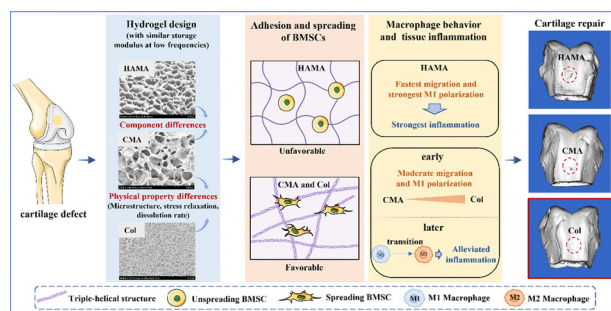 Hydrogel design
(with similar storage
modulus at low frequencies)
HAMA
Component differences
CMA
Physical property differences
(Microstructure, stress relaxation,
dissolution rate)
Col
cartilage defect
Adhesion and spreading
of BMSCs
HAMA
Unfavorable
CMA and Col
Favorable
Macrophage behavior
and tissue inflammation
HAMA
Fastest migration and
strongest M1 polarization
Strongest inflammation
early
Moderate migration
and M1 polarization
CMA
Col
later
transition
Alleviated
inflammation
Cartilage repair
HAMA
CMA
Col
Triple-helical structure
Unspreading BMSC
Spreading BMSC
M1
M1 Macrophage
M2
M2 Macrophage